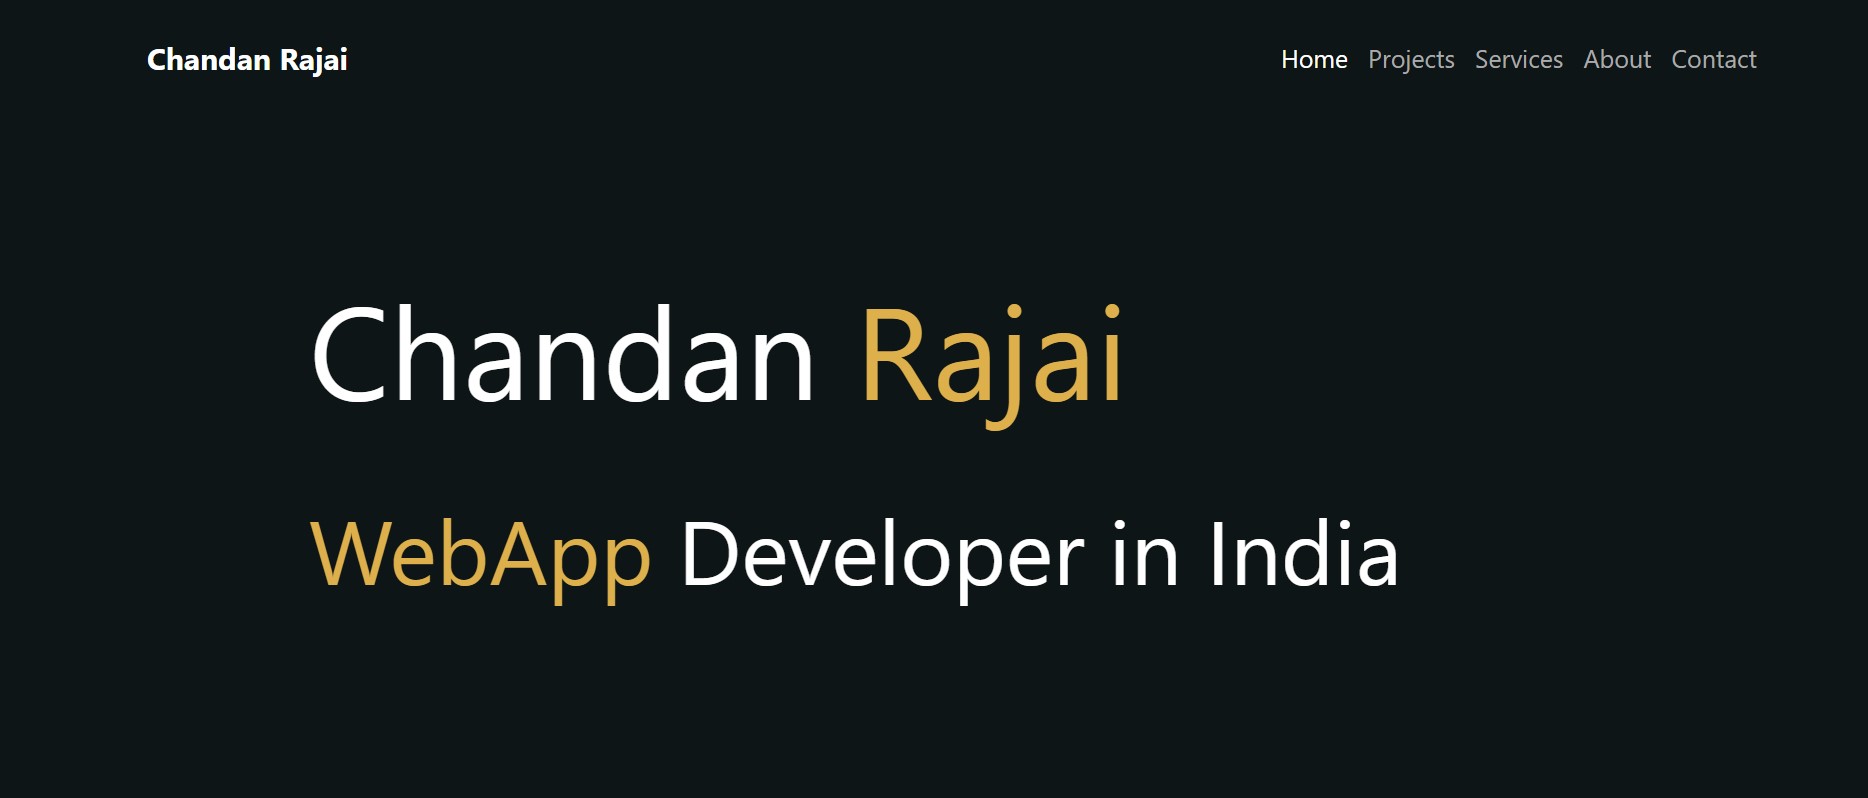 Chandan Rajai
Home Projects Services About Contact
Chandan Rajai
WebApp Developer in India